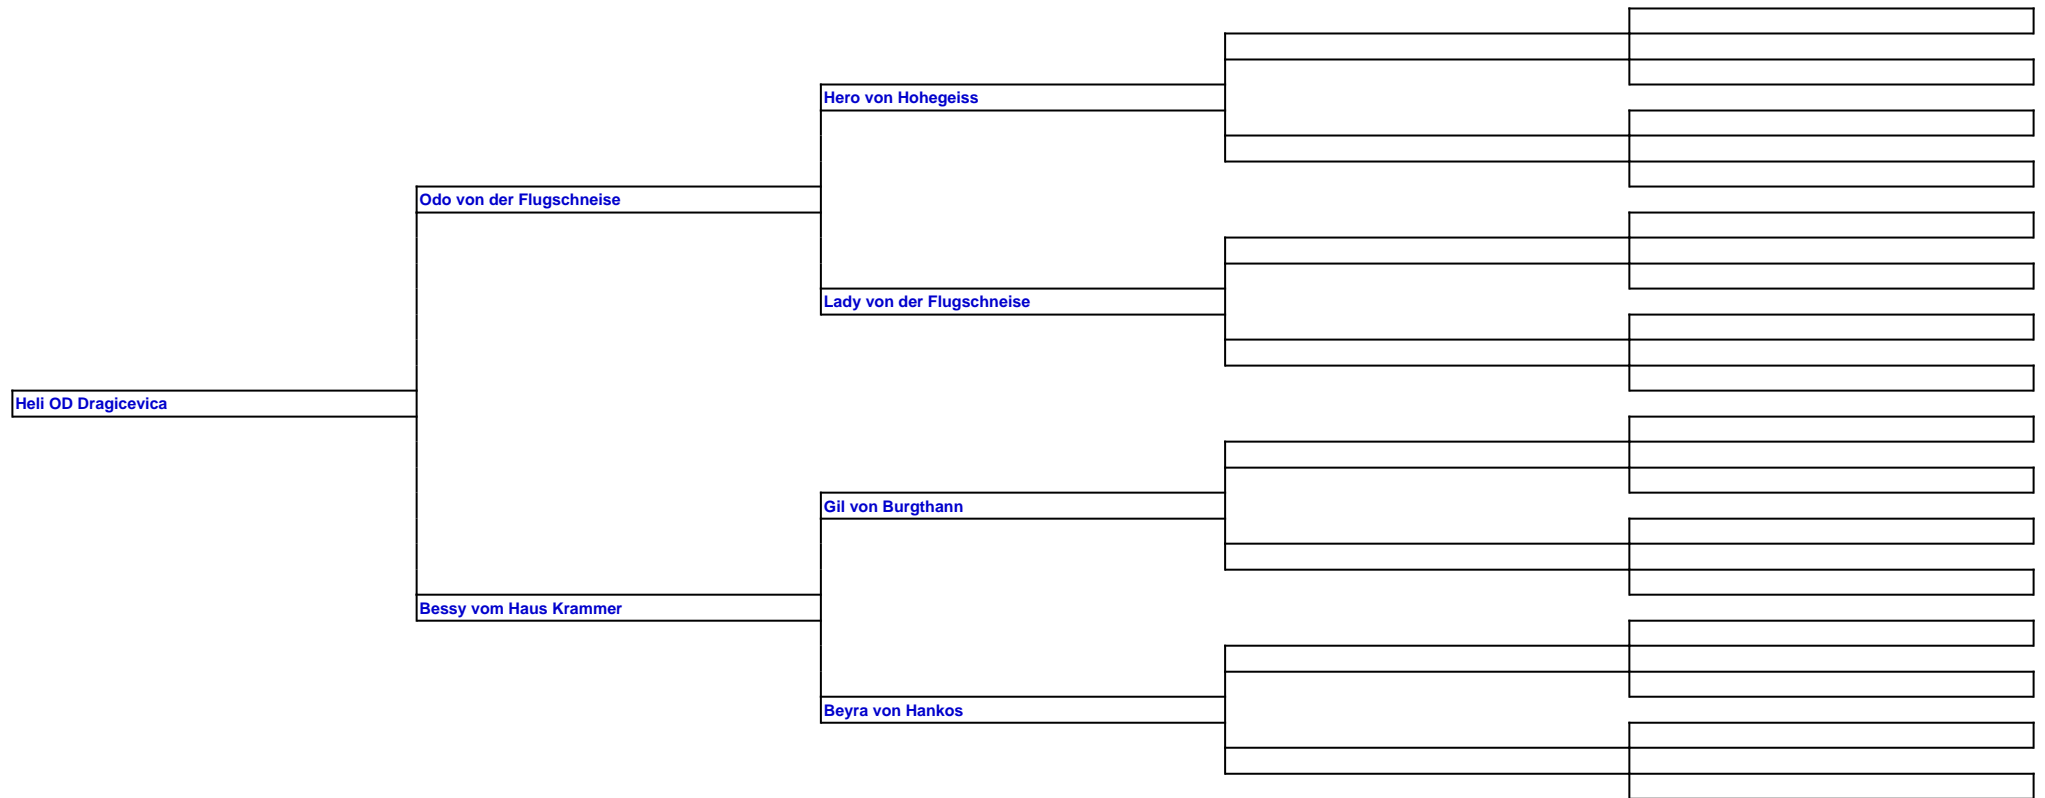 Hero von Hohegeiss
Odo von der Flugschneise
Lady von der Flugschneise
Heli OD Dragicevica
Gil von Burgthann
Bessy vom Haus Krammer
Beyra von Hankos